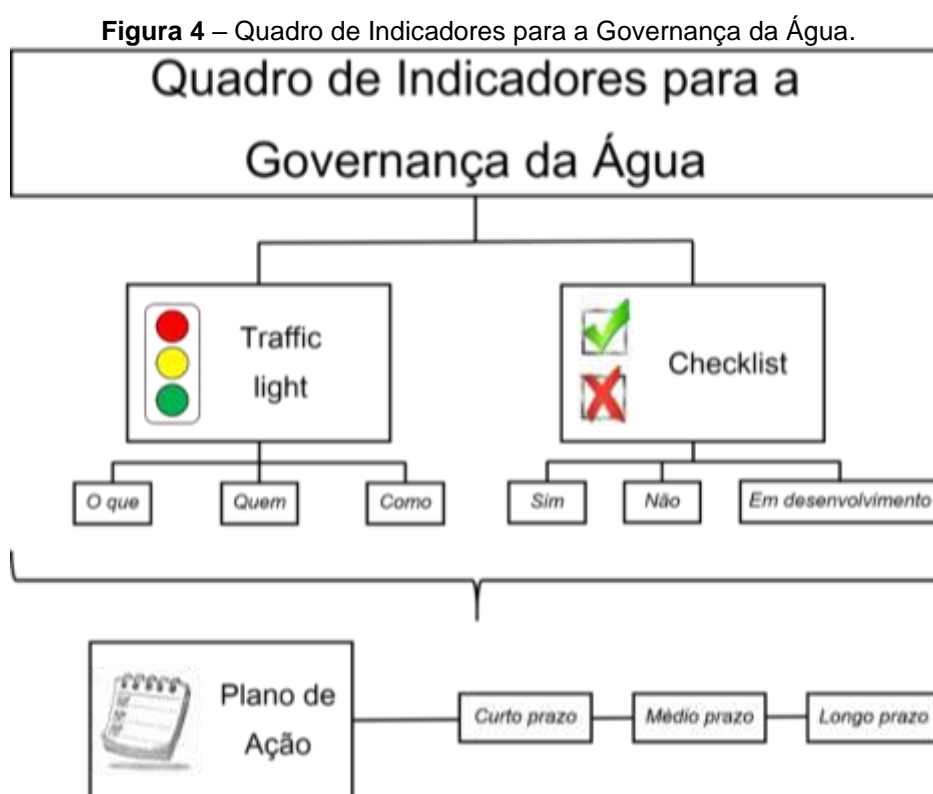 Figura 4 – Quadro de Indicadores para a Governança da Água.
Quadro de Indicadores para a
Governança da Água
Traffic
light
Checklist
O que
Quem
Como
Sim
Não
Em desenvolvimento
Plano de
Ação
Curto prazo
Médio prazo
Longo prazo